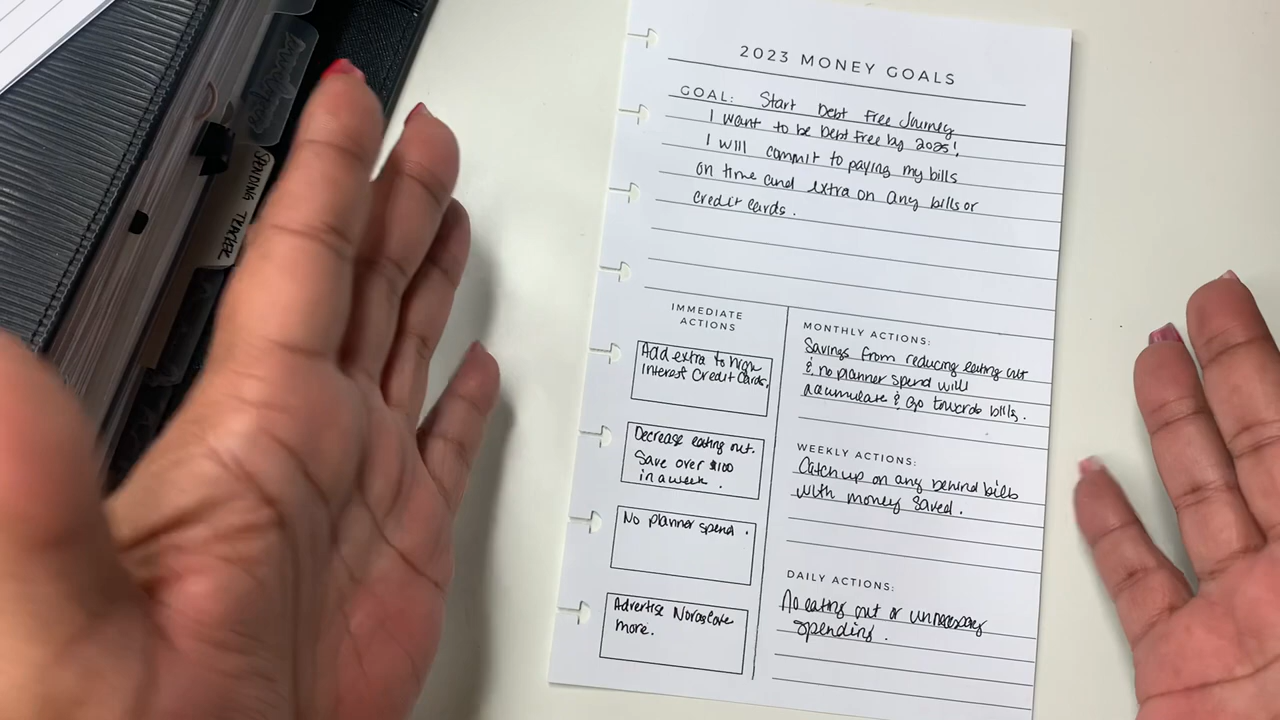 SPENDING TRACKER
2023 MONEY GOALS
GOAL: Start Debt Free Journey
I want to be Debt Free by 2025!
I will commit to paying my bills
on time and extra on any bills or
credit cards.
IMMEDIATE
ACTIONS
Add extra to high
interest Credit Cards.
Decrease eating out.
Save over $100
in a week.
No planner spend.
Advertise
more.
MONTHLY ACTIONS:
Savings from reducing eating out
& no planner spend will
accumulate & Go towards bills.
WEEKLY ACTIONS:
Catch up on any behind bills
with money saved.
DAILY ACTIONS:
No eating out or unnecessary
spending.